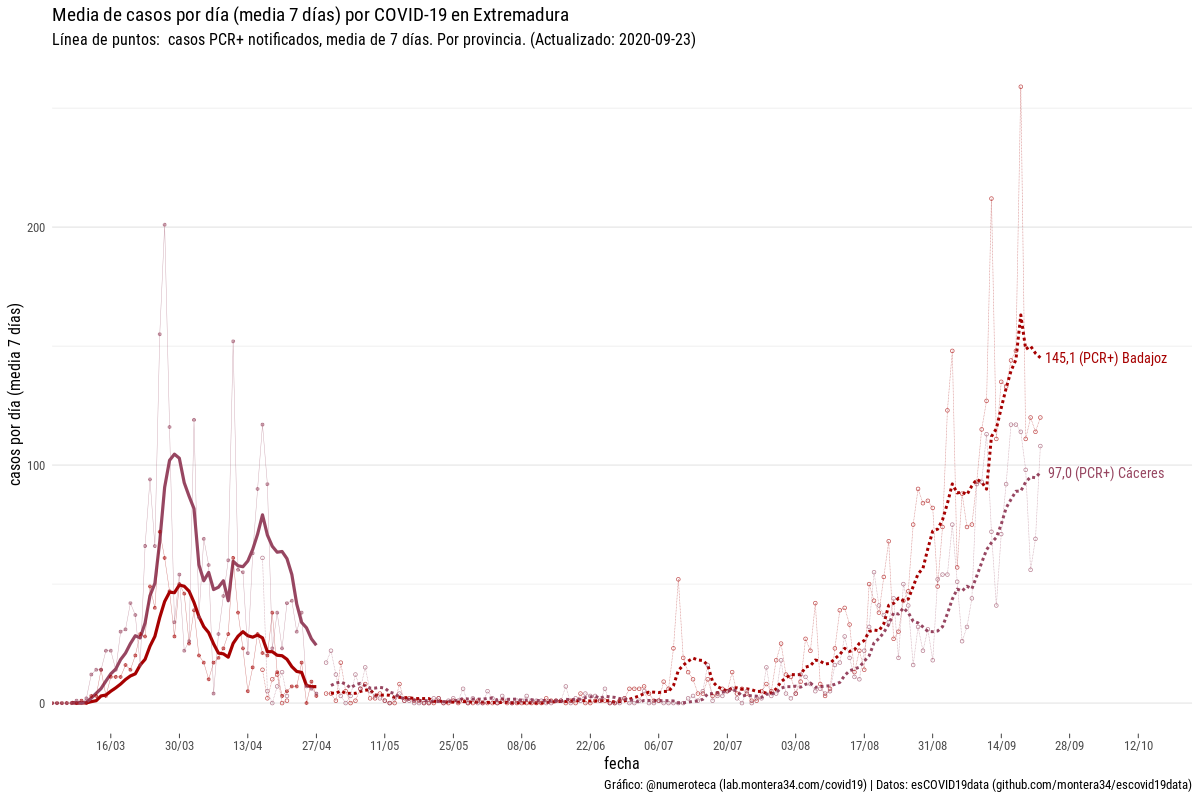 Media de casos por día (media 7 días) por COVID-19 en Extremadura
Línea de puntos:  casos PCR+ notificados, media de 7 días. Por provincia. (Actualizado: 2020-09-23)
casos por día (media 7 días)
200
100
0
145,1 (PCR+) Badajoz
97,0 (PCR+) Cáceres
16/03 30/03 13/04 27/04 11/05 25/05 08/06 22/06 06/07 20/07 03/08 17/08 31/08 14/09 28/09 12/10
fecha
Gráfico: @numeroteca (lab.montera34.com/covid19) | Datos: esCOVID19data (github.com/montera34/escovid19data)